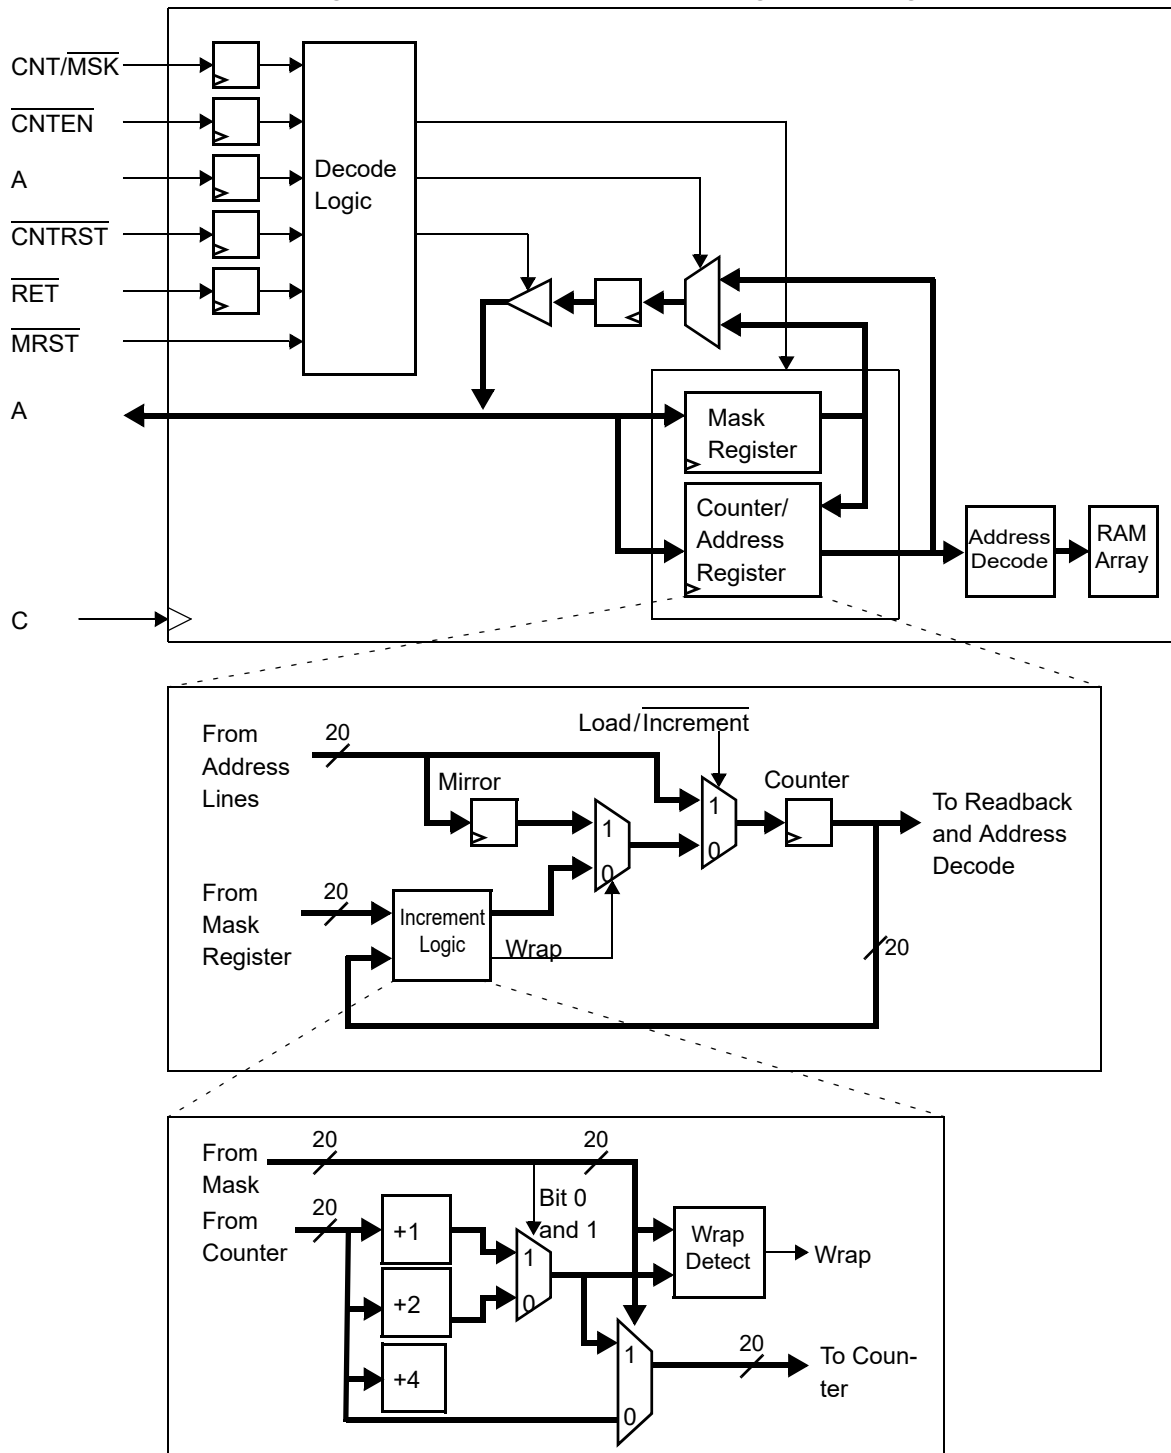 CNT/MSK
CNTEN
A
CNTRST
RET
MRST
A
C
Decode
Logic
Mask
Register
Counter/
Address
Register
Address
Decode
RAM
Array
From
Address
Lines
20
Mirror
Load/Increment
Counter
1
0
1
0
To Readback
and Address
Decode
From
Mask
Register
20
Increment
Logic
Wrap
20
From
Mask
20
20
From
Counter
20
Bit 0
and 1
+1
+2
+4
1
0
Wrap
Detect
Wrap
1
0
20
To Coun-
ter